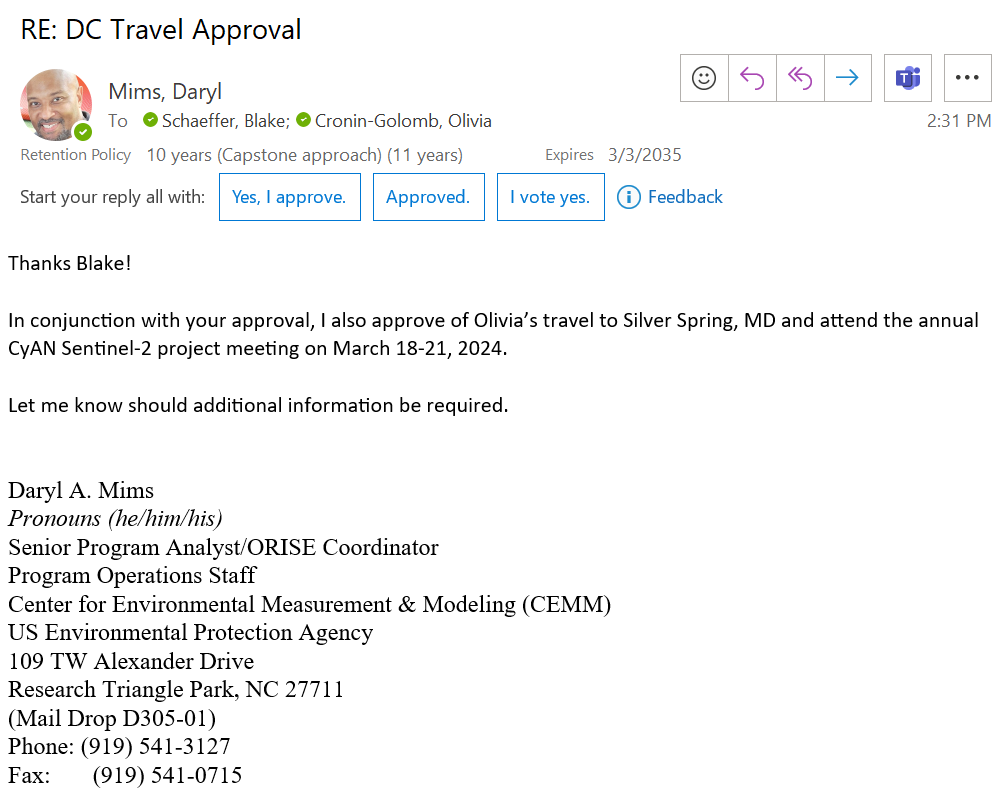 RE: DC Travel Approval
Mims, Daryl
To Schaeffer, Blake; Cronin-Golomb, Olivia
2:31 PM
Retention Policy 10 years (Capstone approach) (11 years) Expires 3/3/2035
Start your reply all with: Yes, I approve. Approved. I vote yes. Feedback
Thanks Blake!
In conjunction with your approval, I also approve of Olivia’s travel to Silver Spring, MD and attend the annual
CyAN Sentinel-2 project meeting on March 18-21, 2024.
Let me know should additional information be required.
Daryl A. Mims
Pronouns (he/him/his)
Senior Program Analyst/ORISE Coordinator
Program Operations Staff
Center for Environmental Measurement & Modeling (CEMM)
US Environmental Protection Agency
109 TW Alexander Drive
Research Triangle Park, NC 27711
(Mail Drop D305-01)
Phone: (919) 541-3127
Fax: (919) 541-0715